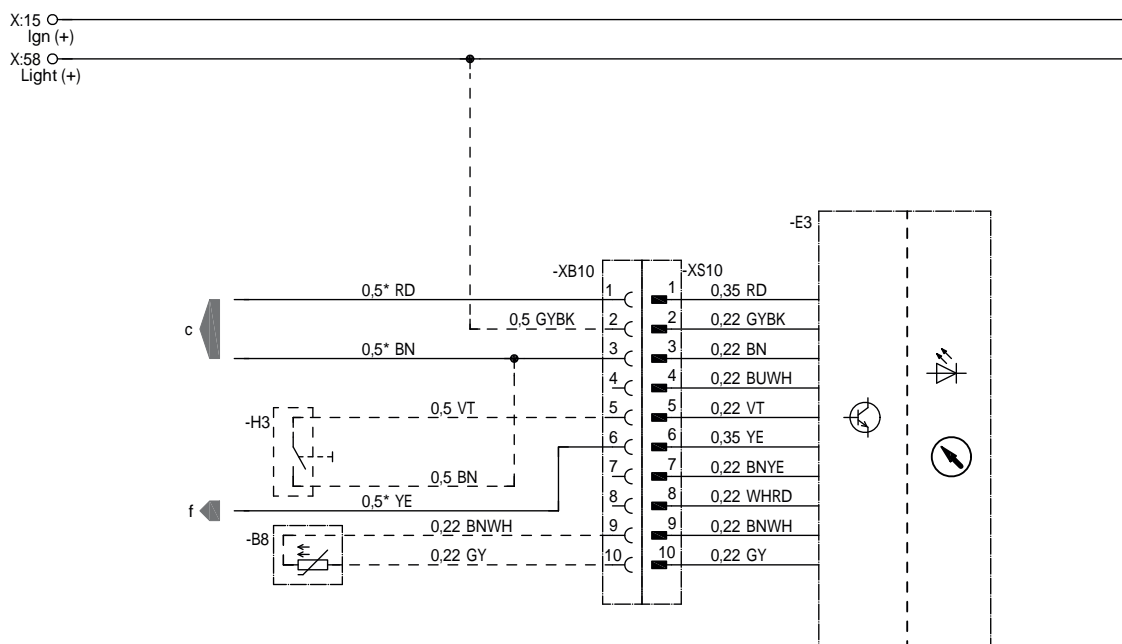 X:15
Ign (+)
X:58
Light (+)
-E3
-XB10 -XS10
0,5* RD 1 1 0,35 RD
c 0,5 GYBK 2 2 0,22 GYBK
0,5* BN 3 3 0,22 BN
4 4 0,22 BUWH
-H3 0,5 VT 5 5 0,22 VT
6 6 0,35 YE
0,5 BN 7 7 0,22 BNYE
f 0,5* YE 8 8 0,22 WHRD
-B8 0,22 BNWH 9 9 0,22 BNWH
0,22 GY 10 10 0,22 GY